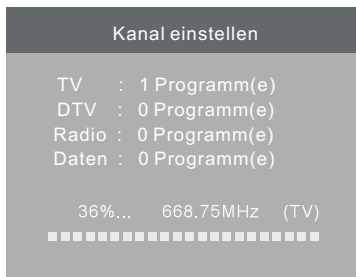 Kanal einstellen
TV : 1 Programm(e)
DTV : 0 Programm(e)
Radio : 0 Programm(e)
Daten : 0 Programm(e)
36%... 668.75MHz (TV)